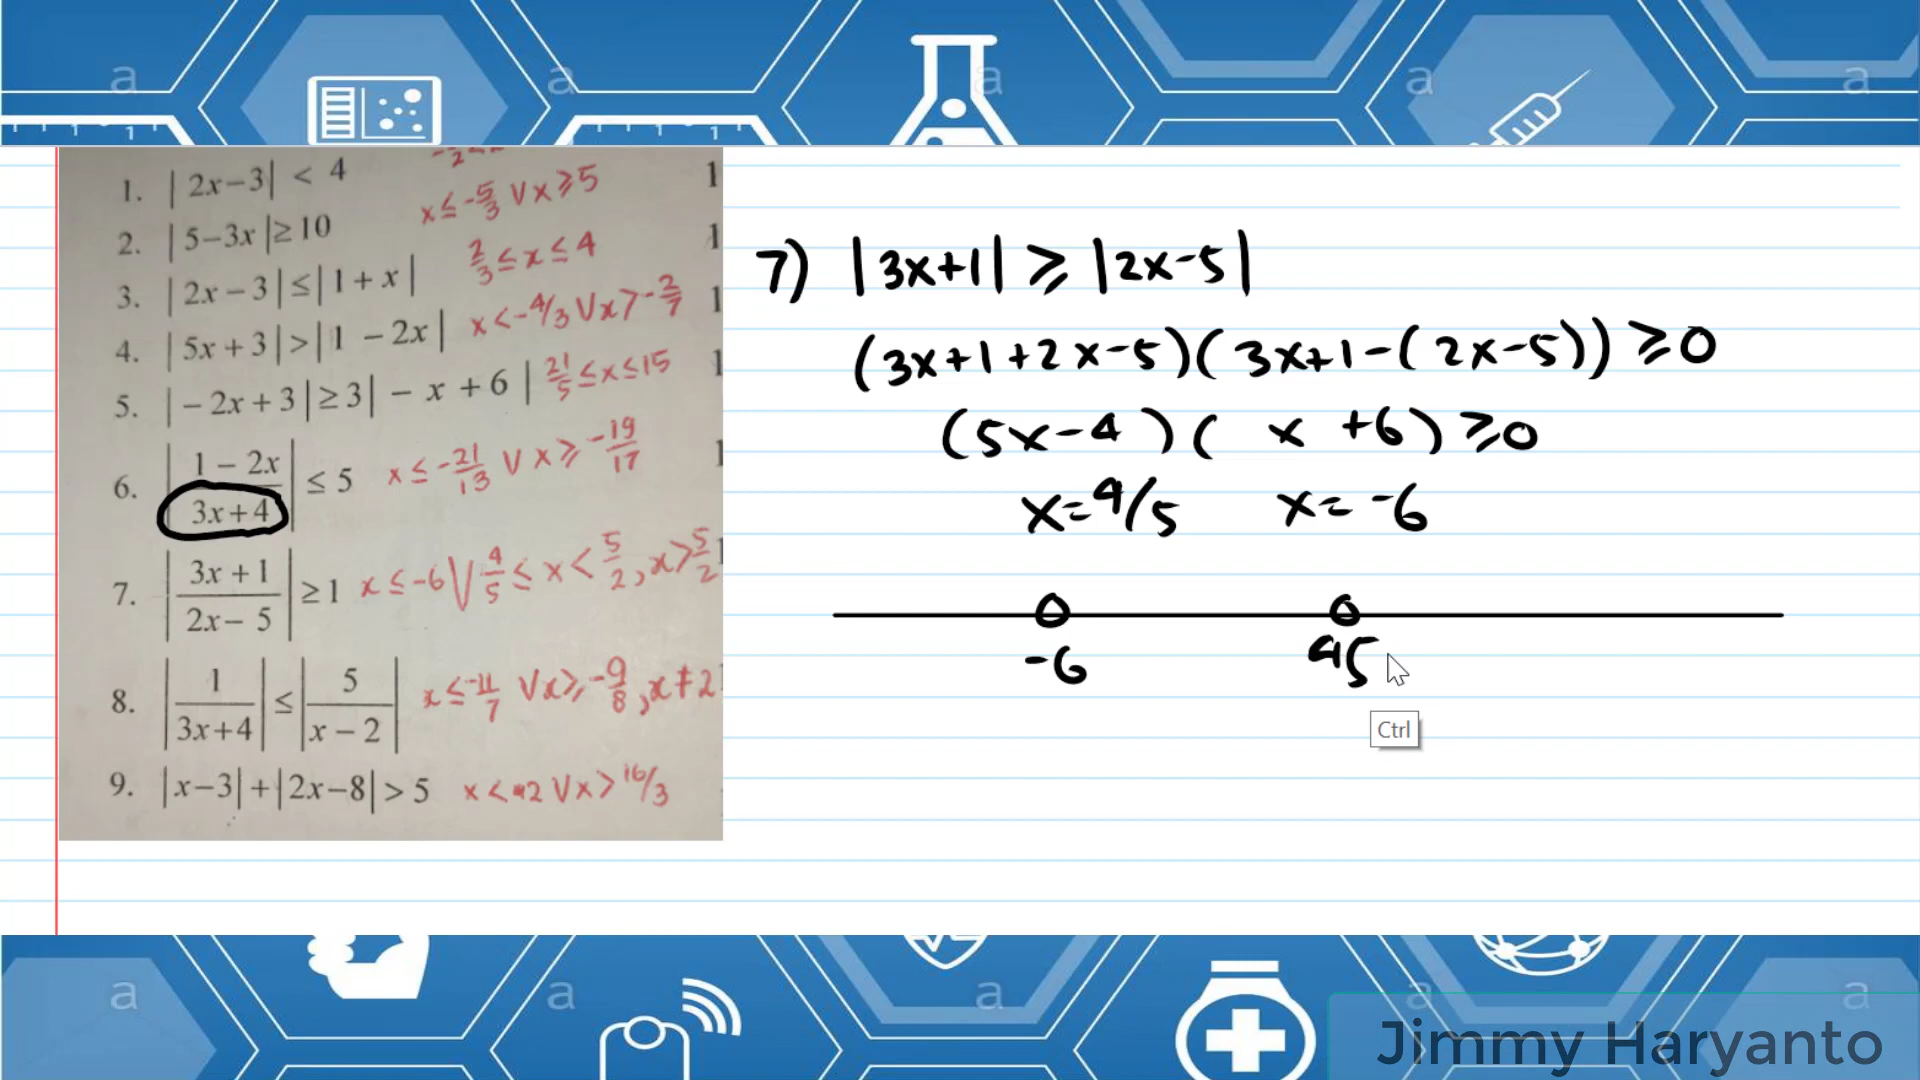 1. |2x-3| < 4
x ≤ -5/3 ∨ x ≥ 5
2. |5-3x| ≥ 10
2/3 ≤ x ≤ 4
3. |2x-3| ≤ |1+x|
x < -4/3 ∨ x > -2/7
4. |5x+3| > |1-2x|
21/5 ≤ x ≤ 15
5. |-2x+3| ≥ 3|-x+6|
6. |1-2x / 3x+4| ≤ 5 x ≤ -21/13 ∨ x ≥ -19/17
7. |3x+1 / 2x-5| ≥ 1 x ≤ -6 ∨ 4/5 ≤ x < 5/2, x > 5/2
8. |1 / 3x+4| ≤ |5 / x-2| x ≤ -11/7 ∨ x ≥ -9/8, x ≠ 2
9. |x-3|+|2x-8| > 5 x < 2 ∨ x > 16/3
7) |3x+1| ≥ |2x-5|
(3x+1+2x-5)(3x+1-(2x-5)) ≥ 0
(5x-4)( x +6) ≥ 0
x=4/5 x=-6
-6 45
Ctrl
Jimmy Haryanto